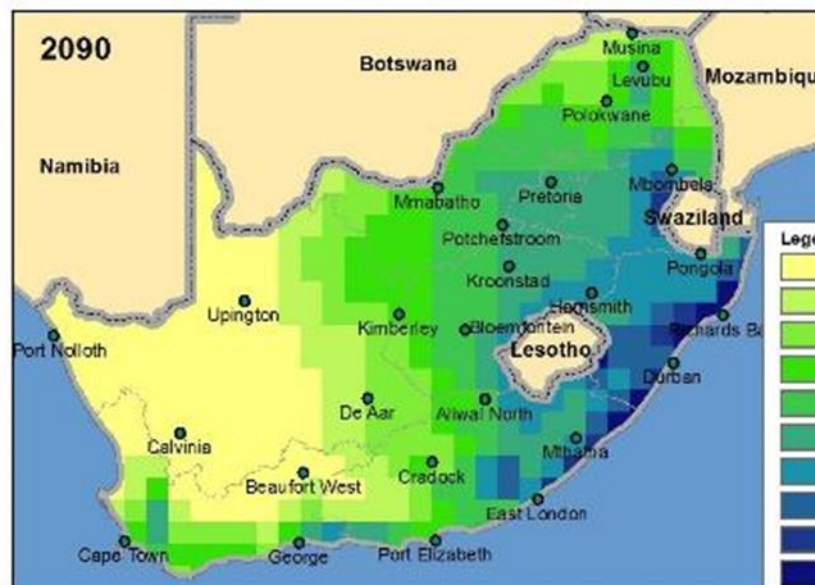 2090
Musina
Botswana
Levubu
Mozambiqu
Polokwane
Namibia
Mmabatho
Pretoria
Mbombela
Swaziland
Potchefstroom
Lege
Kroonstad
Pongola
Upington
Harrismith
Kimberley
Bloemfontein
Richards Ba
Port Nolloth
Lesotho
Durban
De Aar
Aliwal North
Calvinia
Mthatha
Cradock
Beaufort West
East London
Cape Town
George
Port Elizabeth